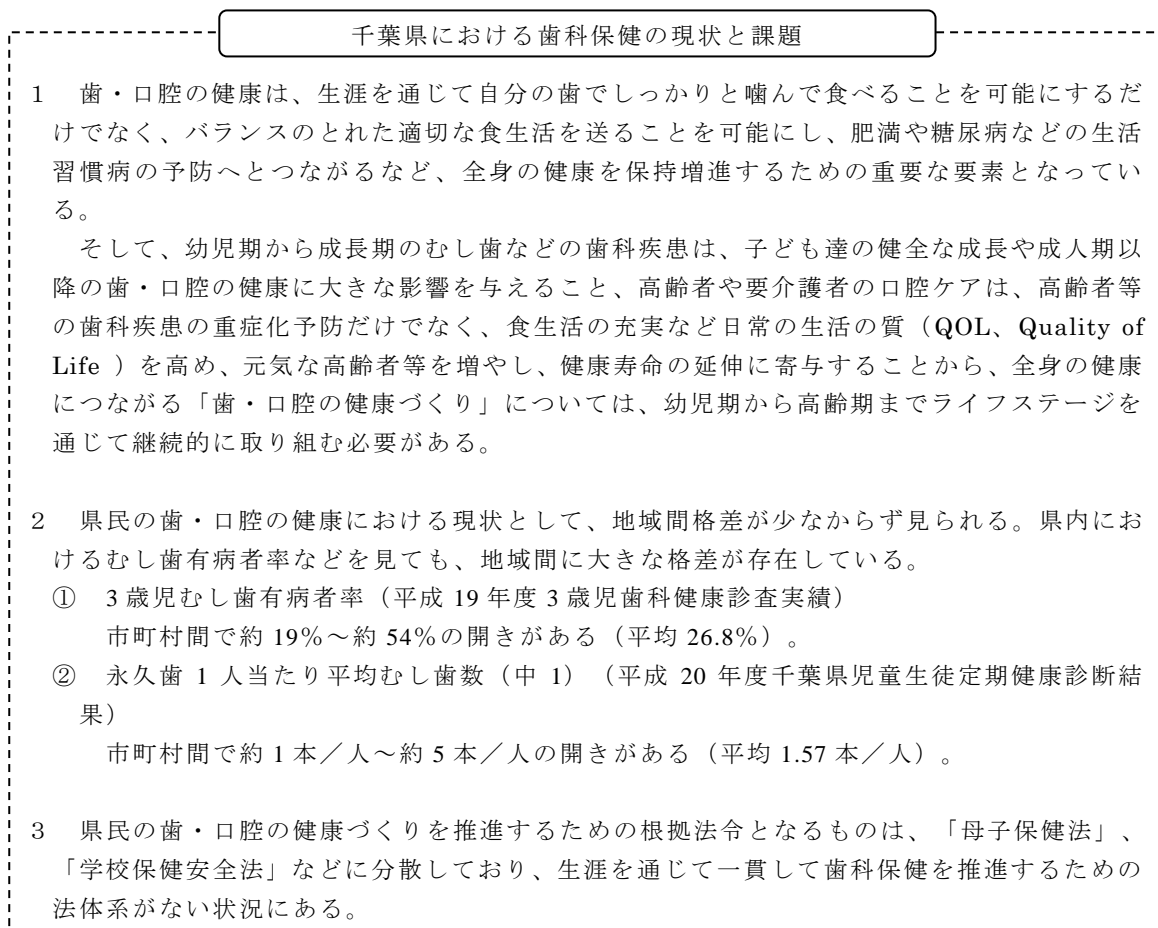 千葉県における歯科保健の現状と課題
１　歯・口腔の健康は、生涯を通じて自分の歯でしっかりと噛んで食べることを可能にするだ
けでなく、バランスのとれた適切な食生活を送ることを可能にし、肥満や糖尿病などの生活
習慣病の予防へとつながるなど、全身の健康を保持増進するための重要な要素となってい
る。
そして、幼児期から成長期のむし歯などの歯科疾患は、子ども達の健全な成長や成人期以
降の歯・口腔の健康に大きな影響を与えること、高齢者や要介護者の口腔ケアは、高齢者等
の歯科疾患の重症化予防だけでなく、食生活の充実など日常の生活の質（QOL、Quality of
Life ）を高め、元気な高齢者等を増やし、健康寿命の延伸に寄与することから、全身の健康
につながる「歯・口腔の健康づくり」については、幼児期から高齢期までライフステージを
通じて継続的に取り組む必要がある。
２　県民の歯・口腔の健康における現状として、地域間格差が少なからず見られる。県内にお
けるむし歯有病者率などを見ても、地域間に大きな格差が存在している。
①　3 歳児むし歯有病者率（平成 19 年度 3 歳児歯科健康診査実績）
市町村間で約 19％～約 54％の開きがある（平均 26.8％）。
②　永久歯 1 人当たり平均むし歯数（中 1）（平成 20 年度千葉県児童生徒定期健康診断結
果）
市町村間で約 1 本／人～約 5 本／人の開きがある（平均 1.57 本／人）。
３　県民の歯・口腔の健康づくりを推進するための根拠法令となるものは、「母子保健法」、
「学校保健安全法」などに分散しており、生涯を通じて一貫して歯科保健を推進するための
法体系がない状況にある。